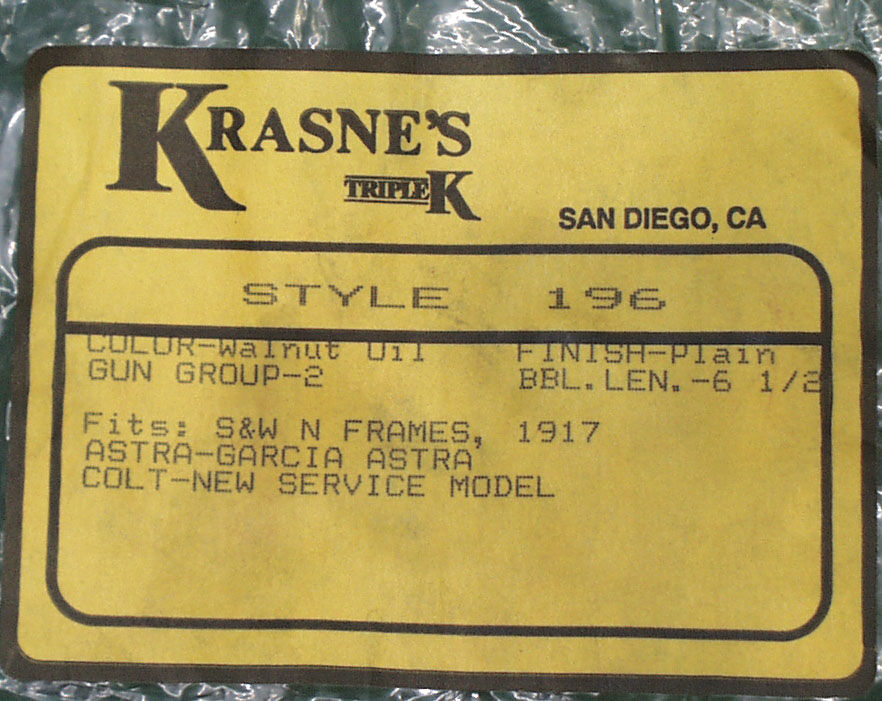 KRASNE'S
TRIPLE K
SAN DIEGO, CA
STYLE 196
COLOR-Walnut Oil FINISH-Plain
GUN GROUP-2 BBL.LEN.-6 1/2
Fits: S&W N FRAMES, 1917
ASTRA-GARCIA ASTRA
COLT-NEW SERVICE MODEL